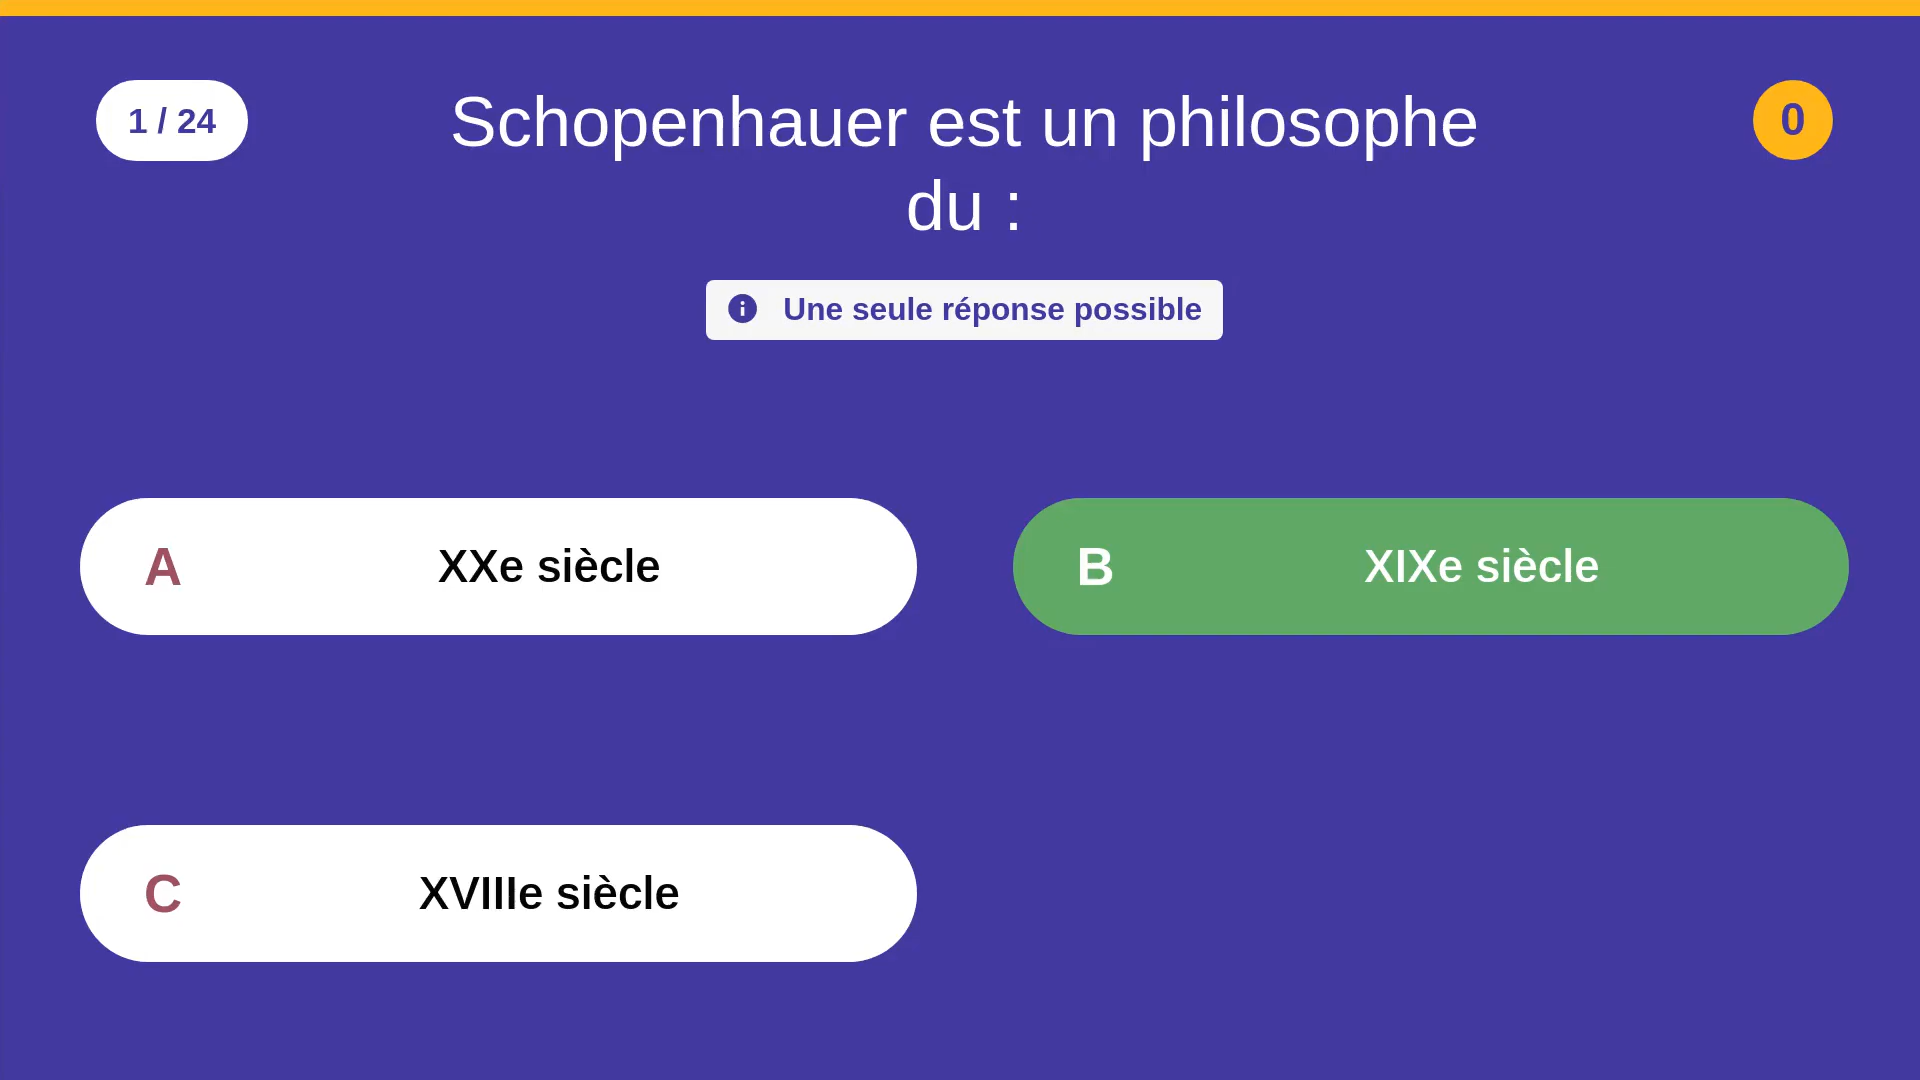 1 / 24
Schopenhauer est un philosophe
du :
0
Une seule réponse possible
A
XXe siècle
B
XIXe siècle
C
XVIIIe siècle